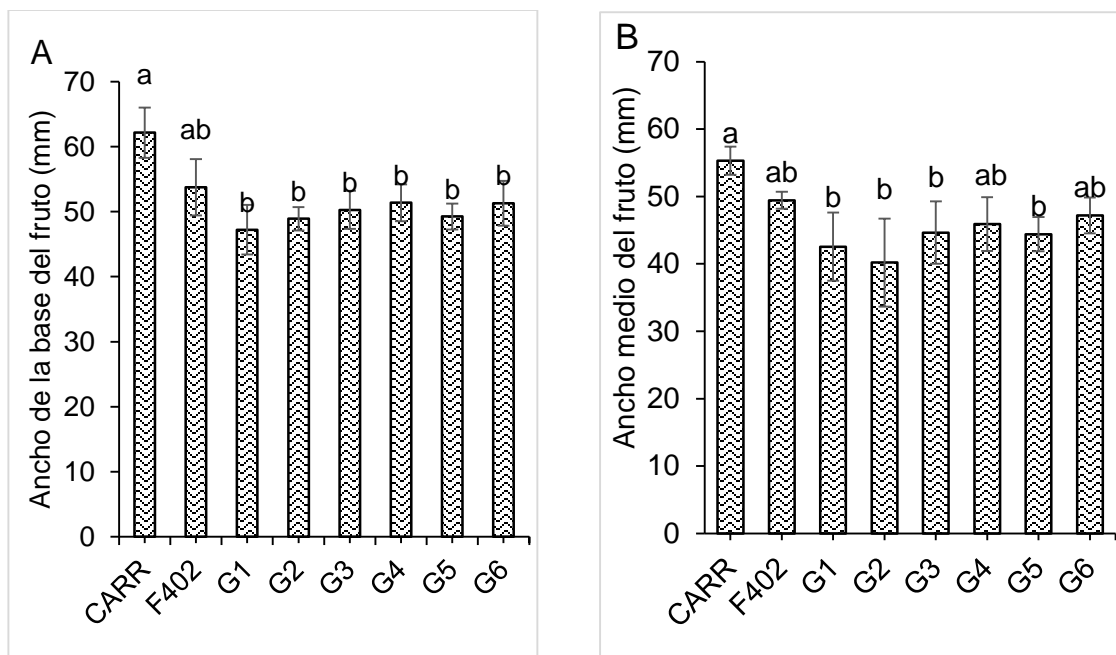 A
Ancho de la base del fruto (mm)
70
60
50
40
30
20
10
0
a
ab
b
b
b
b
b
b
CARR
F402
G1
G2
G3
G4
G5
G6
B
Ancho medio del fruto (mm)
70
60
50
40
30
20
10
0
a
ab
b
b
b
ab
b
ab
CARR
F402
G1
G2
G3
G4
G5
G6